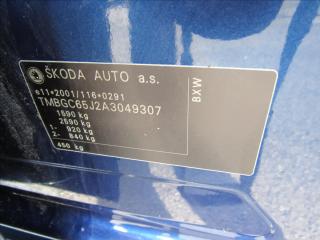 ŠKODA AUTO a.s.
e11*2001/116*0291
TMBGC65J2A3049307
1590 kg
2590 kg
1- 920 kg
2- 840 kg
450 kg
BXW